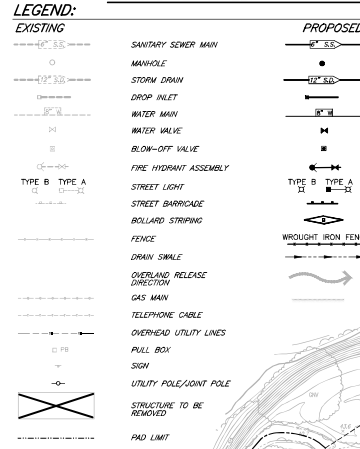 LEGEND:
EXISTING PROPOSED
6" S.S. SANITARY SEWER MAIN 6" S.S.
MANHOLE
12" S.D. STORM DRAIN 12" S.D.
DROP INLET
8" W WATER MAIN 8" W
WATER VALVE
BLOW-OFF VALVE
FIRE HYDRANT ASSEMBLY
TYPE B TYPE A STREET LIGHT TYPE B TYPE A
STREET BARRICADE
BOLLARD STRIPING
FENCE WROUGHT IRON FEN
DRAIN SWALE
OVERLAND RELEASE
DIRECTION
GAS MAIN
TELEPHONE CABLE
OVERHEAD UTILITY LINES
PB PULL BOX
SIGN
UTILITY POLE/JOINT POLE
STRUCTURE TO BE
REMOVED
PAD LIMIT